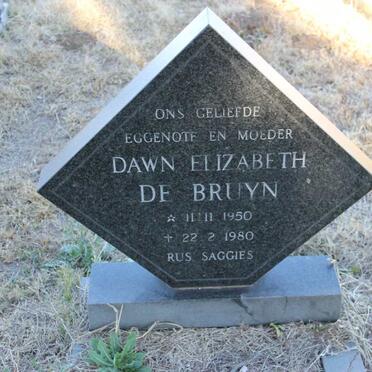 ONS GELIEFDE
EGGENOTE EN MOEDER
DAWN ELIZABETH
DE BRUYN
☆ 11 11 1950
+ 22 2 1980
RUS SAGGIES